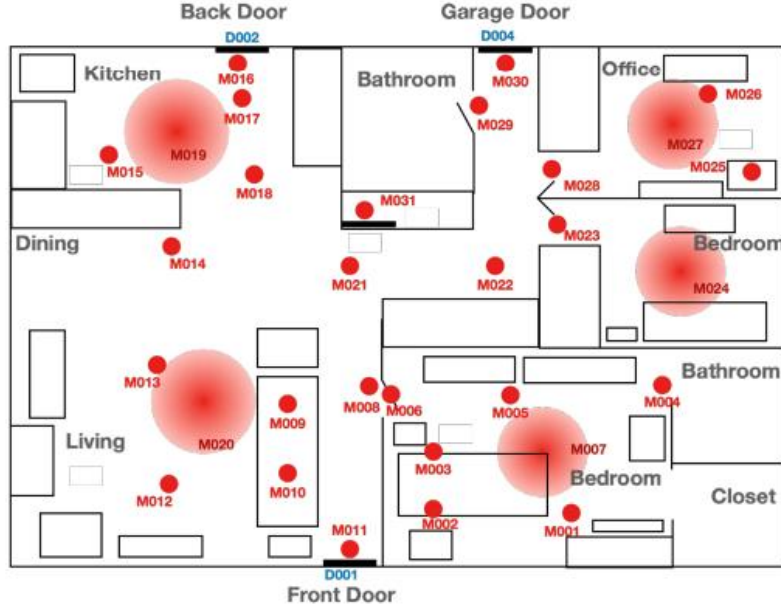 Back Door
Garage Door
D002
D004
Kitchen
M016
Bathroom
M030
Office
M026
M017
M029
M027
M015
M019
M025
M018
M028
M031
M023
Dining
M014
Bedroom
M021
M022
M024
M013
M008
M006
M005
M004
Bathroom
M009
M020
Living
M003
M007
Bedroom
M012
M010
Closet
M002
M001
M011
D001
Front Door